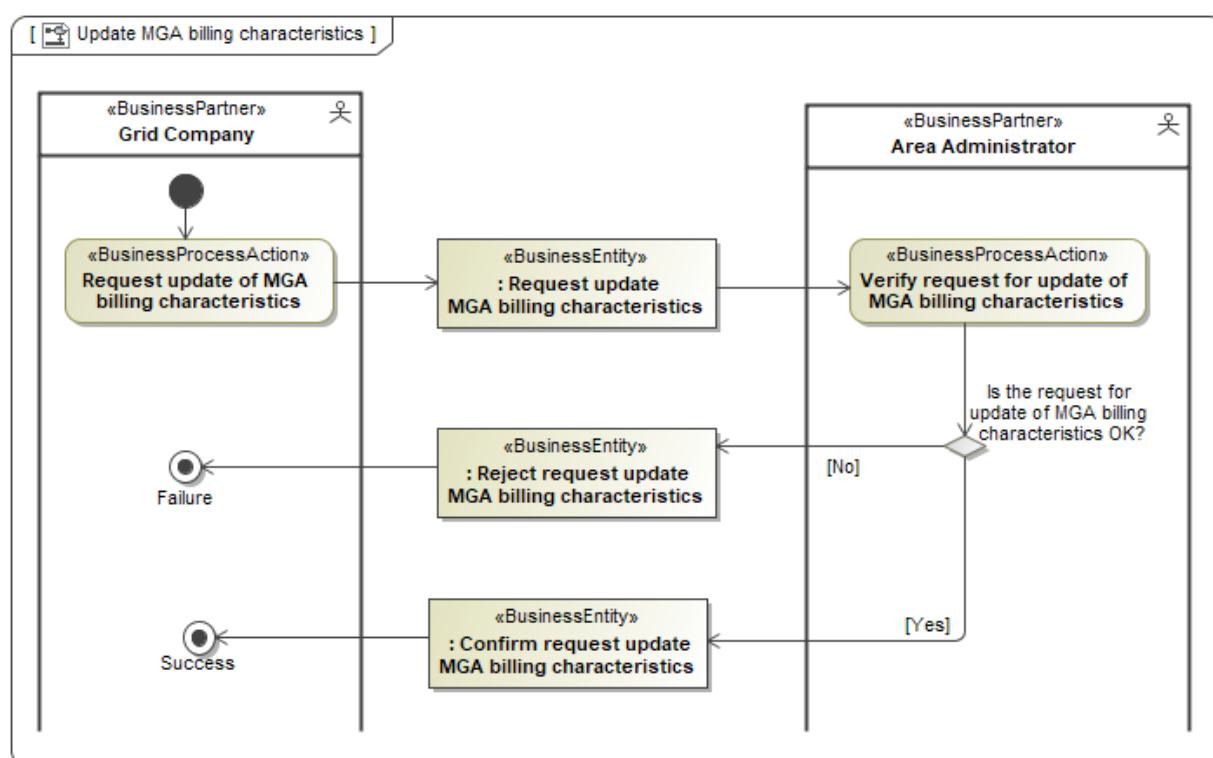 [ Update MGA billing characteristics ]
«BusinessPartner»
Grid Company
«BusinessPartner»
Area Administrator
«BusinessProcessAction»
Request update of MGA
billing characteristics
«BusinessEntity»
: Request update
MGA billing characteristics
«BusinessProcessAction»
Verify request for update of
MGA billing characteristics
Is the request for
update of MGA billing
characteristics OK?
[No]
«BusinessEntity»
: Reject request update
MGA billing characteristics
Failure
[Yes]
«BusinessEntity»
: Confirm request update
MGA billing characteristics
Success